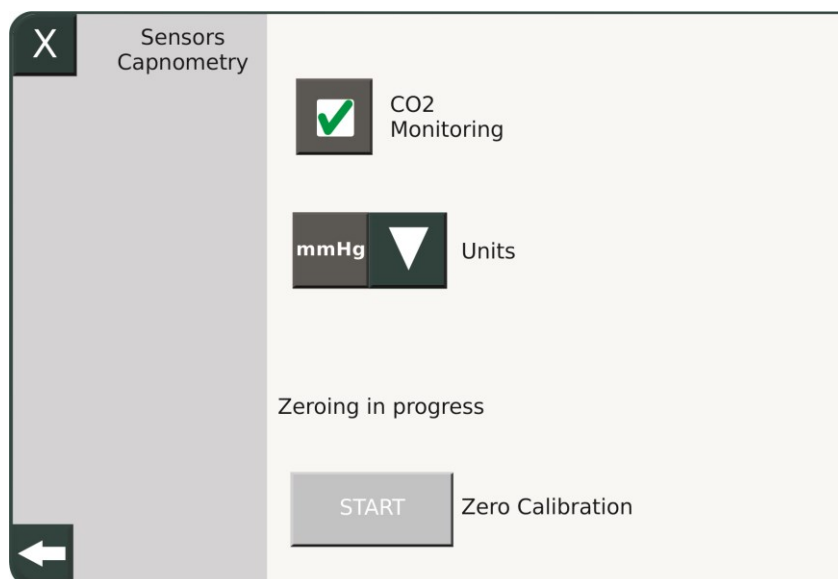 X
Sensors
Capnometry
CO2
Monitoring
mmHg
Units
Zeroing in progress
START
Zero Calibration